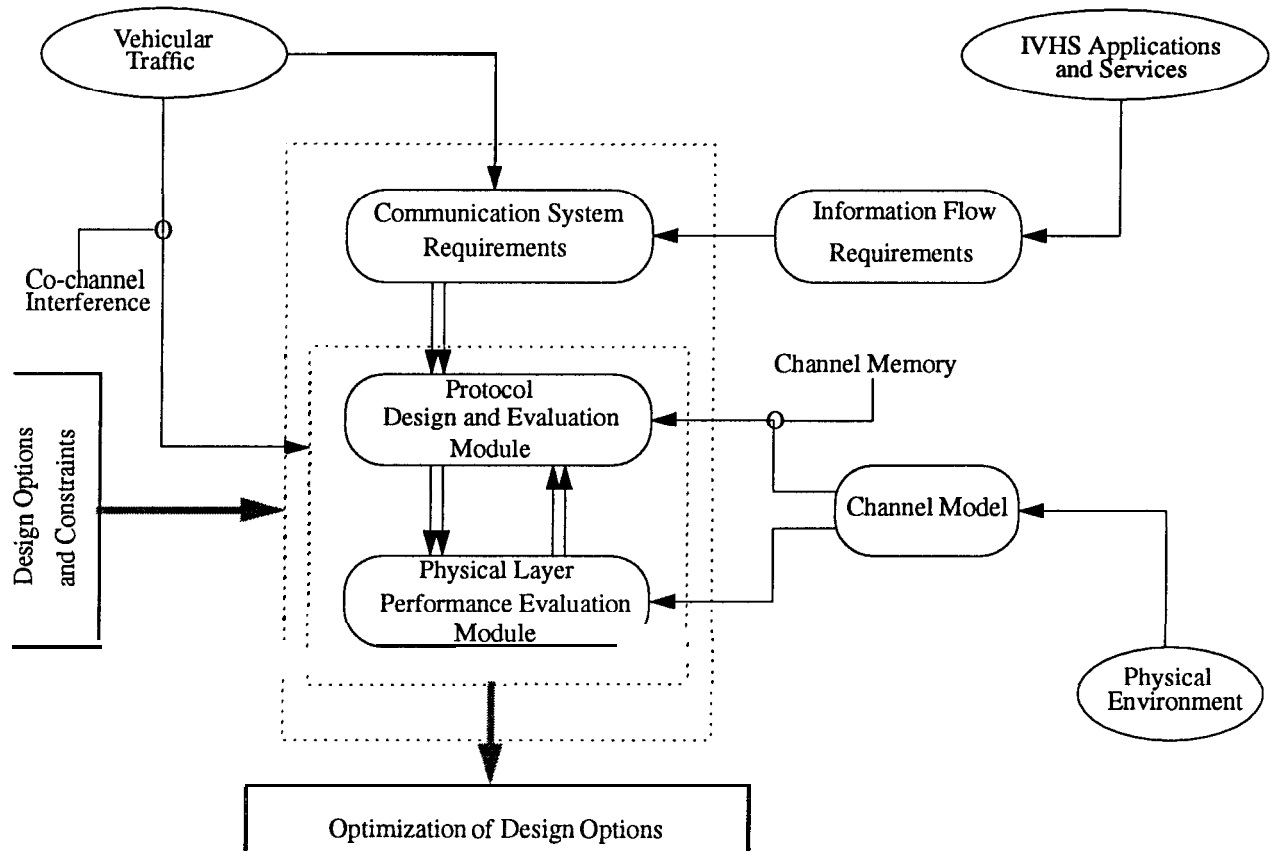 Vehicular
Traffic
IVHS Applications
and Services
Communication System
Requirements
Information Flow
Requirements
Co-channel
Interference
Channel Memory
Protocol
Design and Evaluation
Module
Design Options
and Constraints
Channel Model
Physical Layer
Performance Evaluation
Module
Physical
Environment
Optimization of Design Options